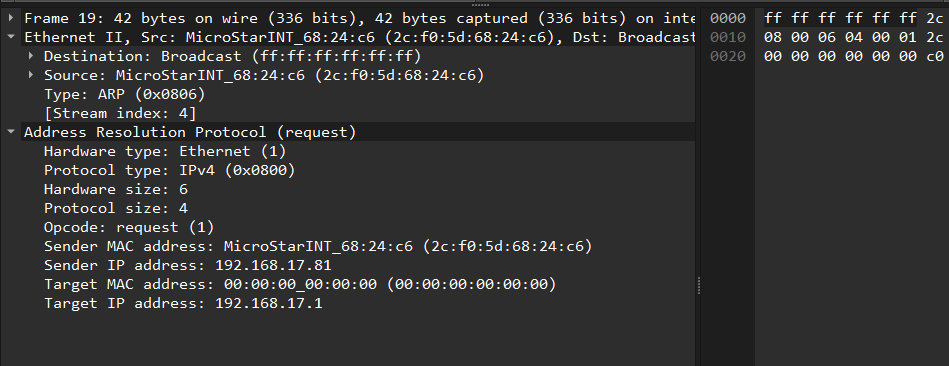 Frame 19: 42 bytes on wire (336 bits), 42 bytes captured (336 bits) on inte
Ethernet II, Src: MicroStarINT_68:24:c6 (2c:f0:5d:68:24:c6), Dst: Broadcast
Destination: Broadcast (ff:ff:ff:ff:ff:ff)
Source: MicroStarINT_68:24:c6 (2c:f0:5d:68:24:c6)
Type: ARP (0x0806)
[Stream index: 4]
Address Resolution Protocol (request)
Hardware type: Ethernet (1)
Protocol type: IPv4 (0x0800)
Hardware size: 6
Protocol size: 4
Opcode: request (1)
Sender MAC address: MicroStarINT_68:24:c6 (2c:f0:5d:68:24:c6)
Sender IP address: 192.168.17.81
Target MAC address: 00:00:00_00:00:00 (00:00:00:00:00:00)
Target IP address: 192.168.17.1
0000 ff ff ff ff ff ff 2c
0010 08 00 06 04 00 01 2c
0020 00 00 00 00 00 00 c0